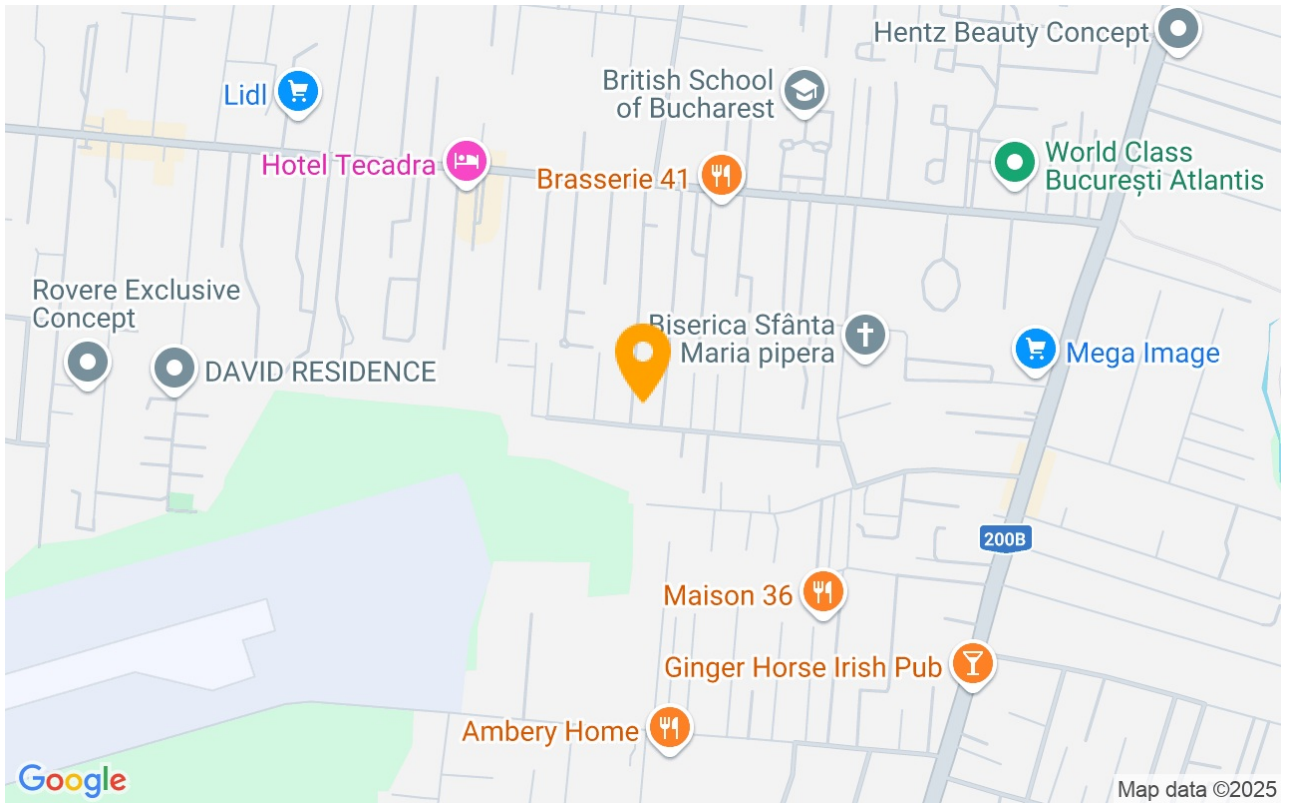 Hentz Beauty Concept
British School
of Bucharest
Lidl
World Class
București Atlantis
Hotel Tecadra
Brasserie 41
Rovere Exclusive
Concept
Biserica Sfânta
Maria pipera
Mega Image
DAVID RESIDENCE
200B
Maison 36
Ginger Horse Irish Pub
Ambery Home
Google
Map data ©2025